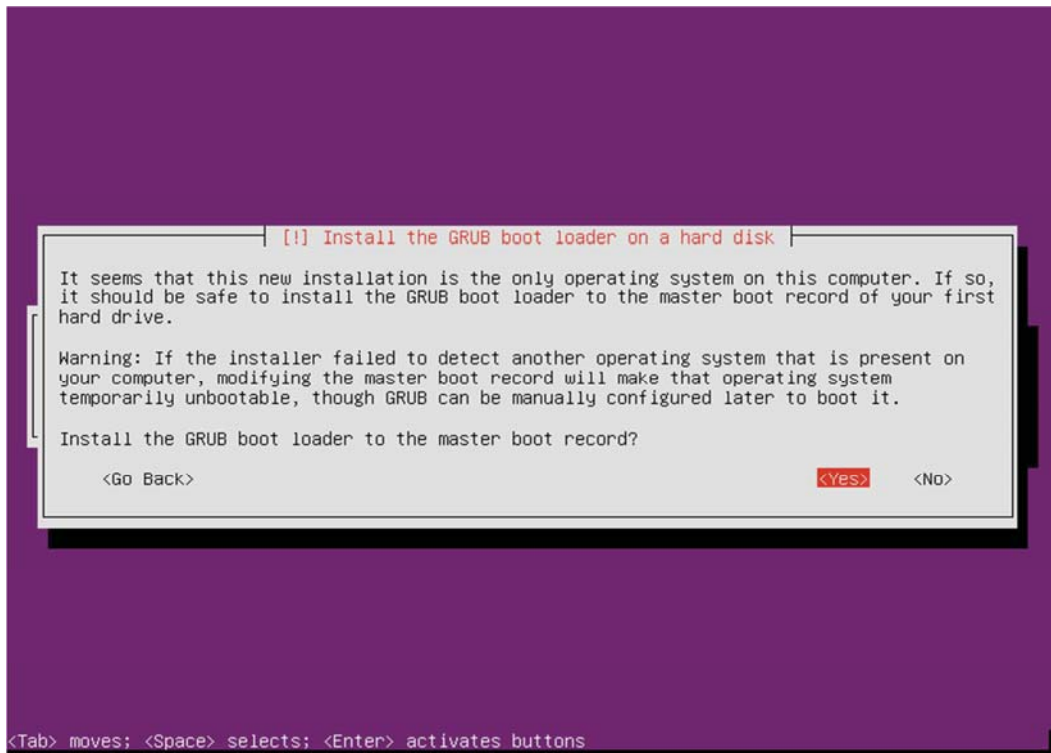 [!] Install the GRUB boot loader on a hard disk
It seems that this new installation is the only operating system on this computer. If so,
it should be safe to install the GRUB boot loader to the master boot record of your first
hard drive.
Warning: If the installer failed to detect another operating system that is present on
your computer, modifying the master boot record will make that operating system
temporarily unbootable, though GRUB can be manually configured later to boot it.
Install the GRUB boot loader to the master boot record?
<Go Back> <Yes> <No>
<Tab> moves; <Space> selects; <Enter> activates buttons